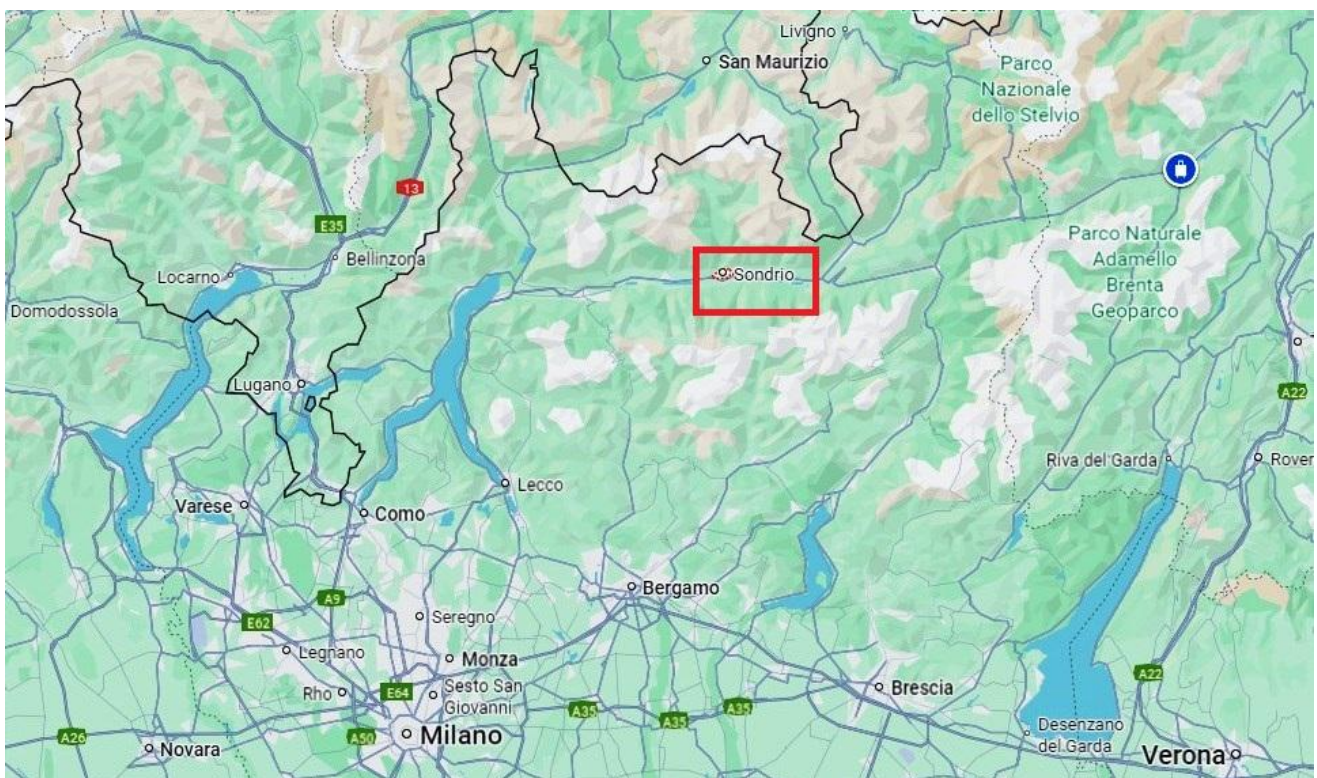 Livigno
San Maurizio
Parco
Nazionale
dello Stelvio
13
E35
Bellinzona
Locarno
Sondrio
Parco Naturale
Adamello
Brenta
Geoparco
Domodossola
Lugano
A22
Riva del Garda
Rover
Lecco
Varese
Como
Bergamo
A9
E62
Seregno
Legnano
Monza
Rho
E64
Sesto San
Giovanni
A35
A35
A35
Brescia
A22
A26
Novara
A50
Milano
Desenzano
del Garda
Verona